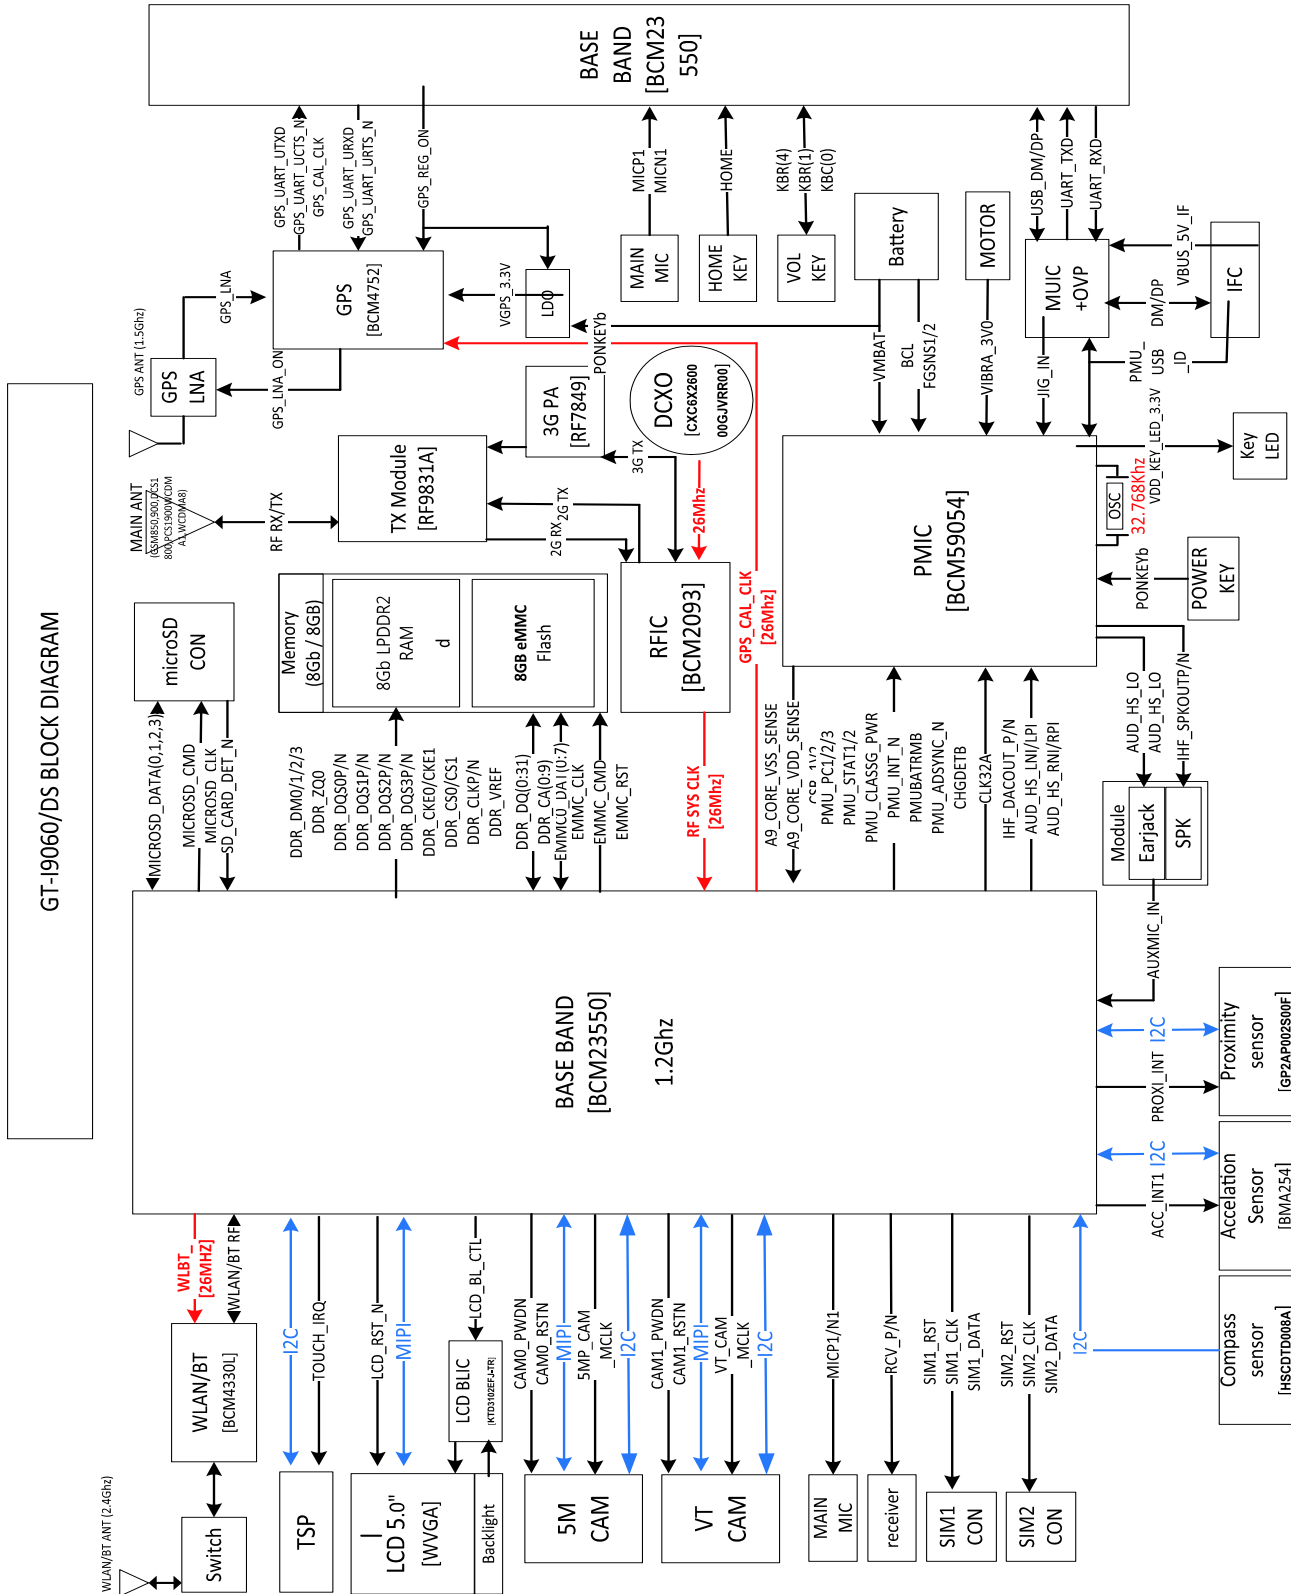 GT-I9060/DS BLOCK DIAGRAM
WLAN/BT ANT (2.4Ghz)
Switch
WLAN/BT
[BCM4330L]
WLBT_
[26MHZ]
WLAN/BT RF
TSP
I2C
TOUCH_IRQ
LCD 5.0"
[WVGA]
Backlight
LCD_RST_N
MIPI
LCD BLIC
[KTD3102EFJ-TR]
LCD_BL_CTL
5M
CAM
CAM0_PWDN
CAM0_RSTN
MIPI
5MP_CAM
_MCLK
I2C
VT
CAM
CAM1_PWDN
CAM1_RSTN
MIPI
VT_CAM
_MCLK
I2C
MAIN
MIC
MICP1/N1
receiver
RCV_P/N
SIM1
CON
SIM1_RST
SIM1_CLK
SIM1_DATA
SIM2
CON
SIM2_RST
SIM2_CLK
SIM2_DATA
I2C
Compass
sensor
[HSCDTD008A]
Accelation
Sensor
[BMA254]
ACC_INT1
I2C
Proximity
sensor
[GP2AP002S00F]
PROXI_INT
I2C
BASE BAND
[BCM23550]
1.2Ghz
microSD
CON
MICROSD_DATA(0,1,2,3)
MICROSD_CMD
MICROSD_CLK
SD_CARD_DET_N
Memory
(8Gb / 8GB)
8Gb LPDDR2
RAM
d
8GB eMMC
Flash
DDR_DM0/1/2/3
DDR_ZQ0
DDR_DQS0P/N
DDR_DQS1P/N
DDR_DQS2P/N
DDR_DQS3P/N
DDR_CKE0/CKE1
DDR_CS0/CS1
DDR_CLKP/N
DDR_VREF
DDR_DQ(0:31)
DDR_CA(0:9)
EMMC_CLK
EMMC_CMD
EMMC_RST
RF SYS CLK
[26Mhz]
GPS_CAL_CLK
[26Mhz]
A9_CORE_VSS_SENSE
A9_CORE_VDD_SENSE
PMU_PC1/2/3
PMU_STAT1/2
PMU_CLASSG_PWR
PMU_INT_N
PMUBATRMB
PMU_ADSYNC_N
CHGDETB
CLK32A
IHF_DACOUT_P/N
AUD_HS_LNI/LPI
AUD_HS_RNI/RPI
Module
Earjack
SPK
AUXMIC_IN
AUD_HS_LO
AUD_HS_LO
IHF_SPKOUTP/N
MAIN ANT
RF RX/TX
TX Module
[RF9831A]
2G RX
2G TX
3G PA
[RF7849]
3G TX
RFIC
[BCM2093]
DCXO
[CXC6X2600
00GJVRR00]
26Mhz
PMIC
[BCM59054]
POWER
KEY
PONKEYb
OSC
32.768Khz
Key
LED
VDD_KEY_LED_3.3V
GPS ANT (1.5Ghz)
GPS
LNA
GPS_LNA
GPS_LNA_ON
GPS
[BCM4752]
LDO
VGPS_3.3V
PONKEYb
GPS_UART_UTXD
GPS_UART_UCTS_N
GPS_CAL_CLK
GPS_UART_URXD
GPS_UART_URTS_N
GPS_REG_ON
MAIN
MIC
MICP1
MICN1
HOME
KEY
HOME
VOL
KEY
KBR(4)
KBR(1)
KBC(0)
Battery
VMBAT
BCL
FGSNS1/2
MOTOR
VIBRA_3V0
MUIC
+OVP
JIG_IN
USB_DM/DP
UART_TXD
UART_RXD
VBUS_5V_IF
DM/DP
IFC
PMU_
USB
_ID
BASE
BAND
[BCM23
550]